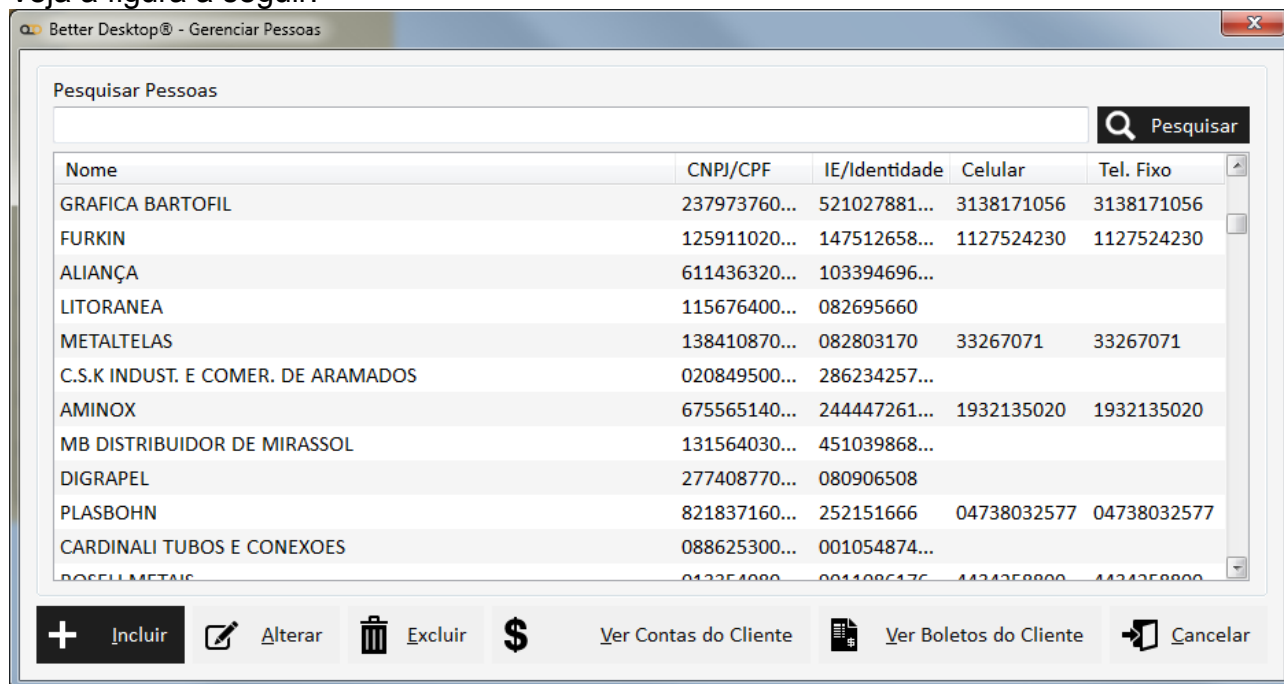 Veja a figura a seguir:
Better Desktop® - Gerenciar Pessoas
Pesquisar Pessoas
Pesquisar
Nome CNPJ/CPF IE/Identidade Celular Tel. Fixo
GRAFICA BARTOFIL 237973760... 521027881... 3138171056 3138171056
FURKIN 125911020... 147512658... 1127524230 1127524230
ALIANÇA 611436320... 103394696...
LITORANEA 115676400... 082695660
METALTELAS 138410870... 082803170 33267071 33267071
C.S.K INDUST. E COMER. DE ARAMADOS 020849500... 286234257...
AMINOX 675565140... 244447261... 1932135020 1932135020
MB DISTRIBUIDOR DE MIRASSOL 131564030... 451039868...
DIGRAPEL 277408770... 080906508
PLASBOHN 821837160... 252151666 04738032577 04738032577
CARDINALI TUBOS E CONEXOES 088625300... 001054874...
Incluir Alterar Excluir Ver Contas do Cliente Ver Boletos do Cliente Cancelar